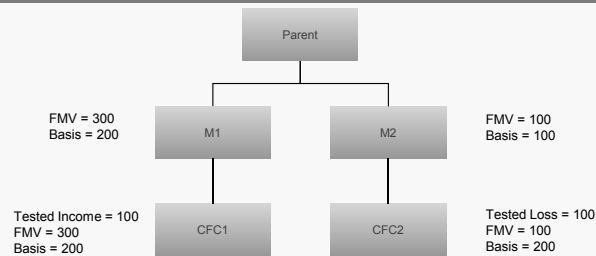 Parent
FMV = 300
Basis = 200
M1
M2
FMV = 100
Basis = 100
Tested Income = 100
FMV = 300
Basis = 200
CFC1
CFC2
Tested Loss = 100
FMV = 100
Basis = 200